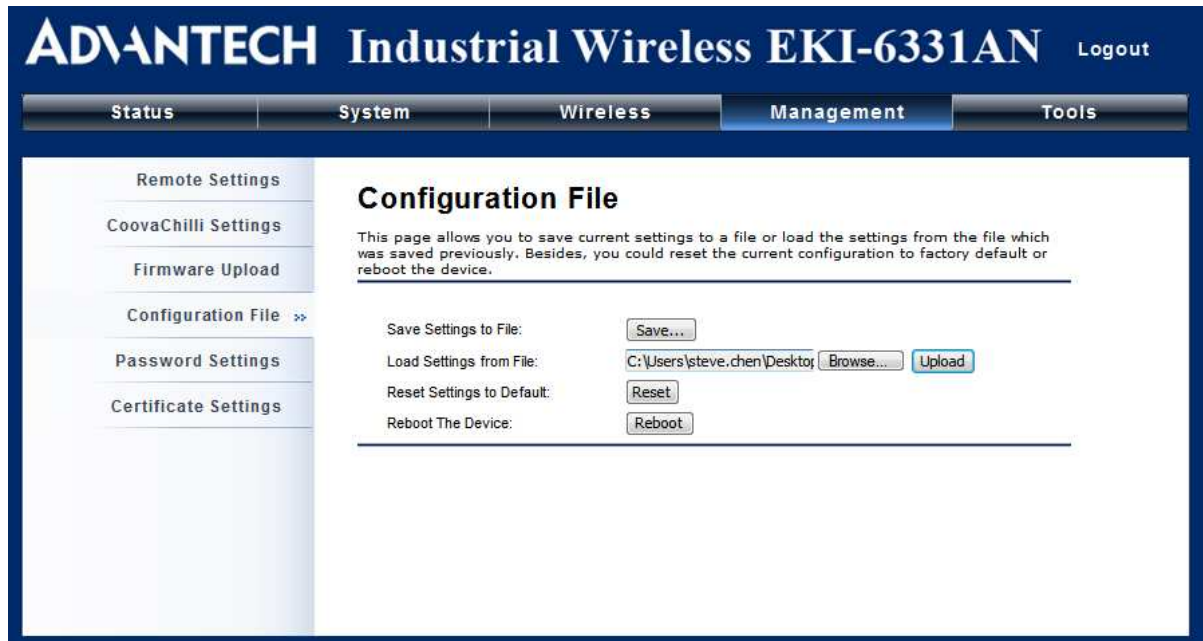 ADVANTECH Industrial Wireless EKI-6331AN Logout
Status System Wireless Management Tools
Remote Settings
CoovaChilli Settings
Firmware Upload
Configuration File »
Password Settings
Certificate Settings
Configuration File
This page allows you to save current settings to a file or load the settings from the file which
was saved previously. Besides, you could reset the current configuration to factory default or
reboot the device.
Save Settings to File: Save...
Load Settings from File: C:\Users\steve.chen\Desktop Browse... Upload
Reset Settings to Default: Reset
Reboot The Device: Reboot